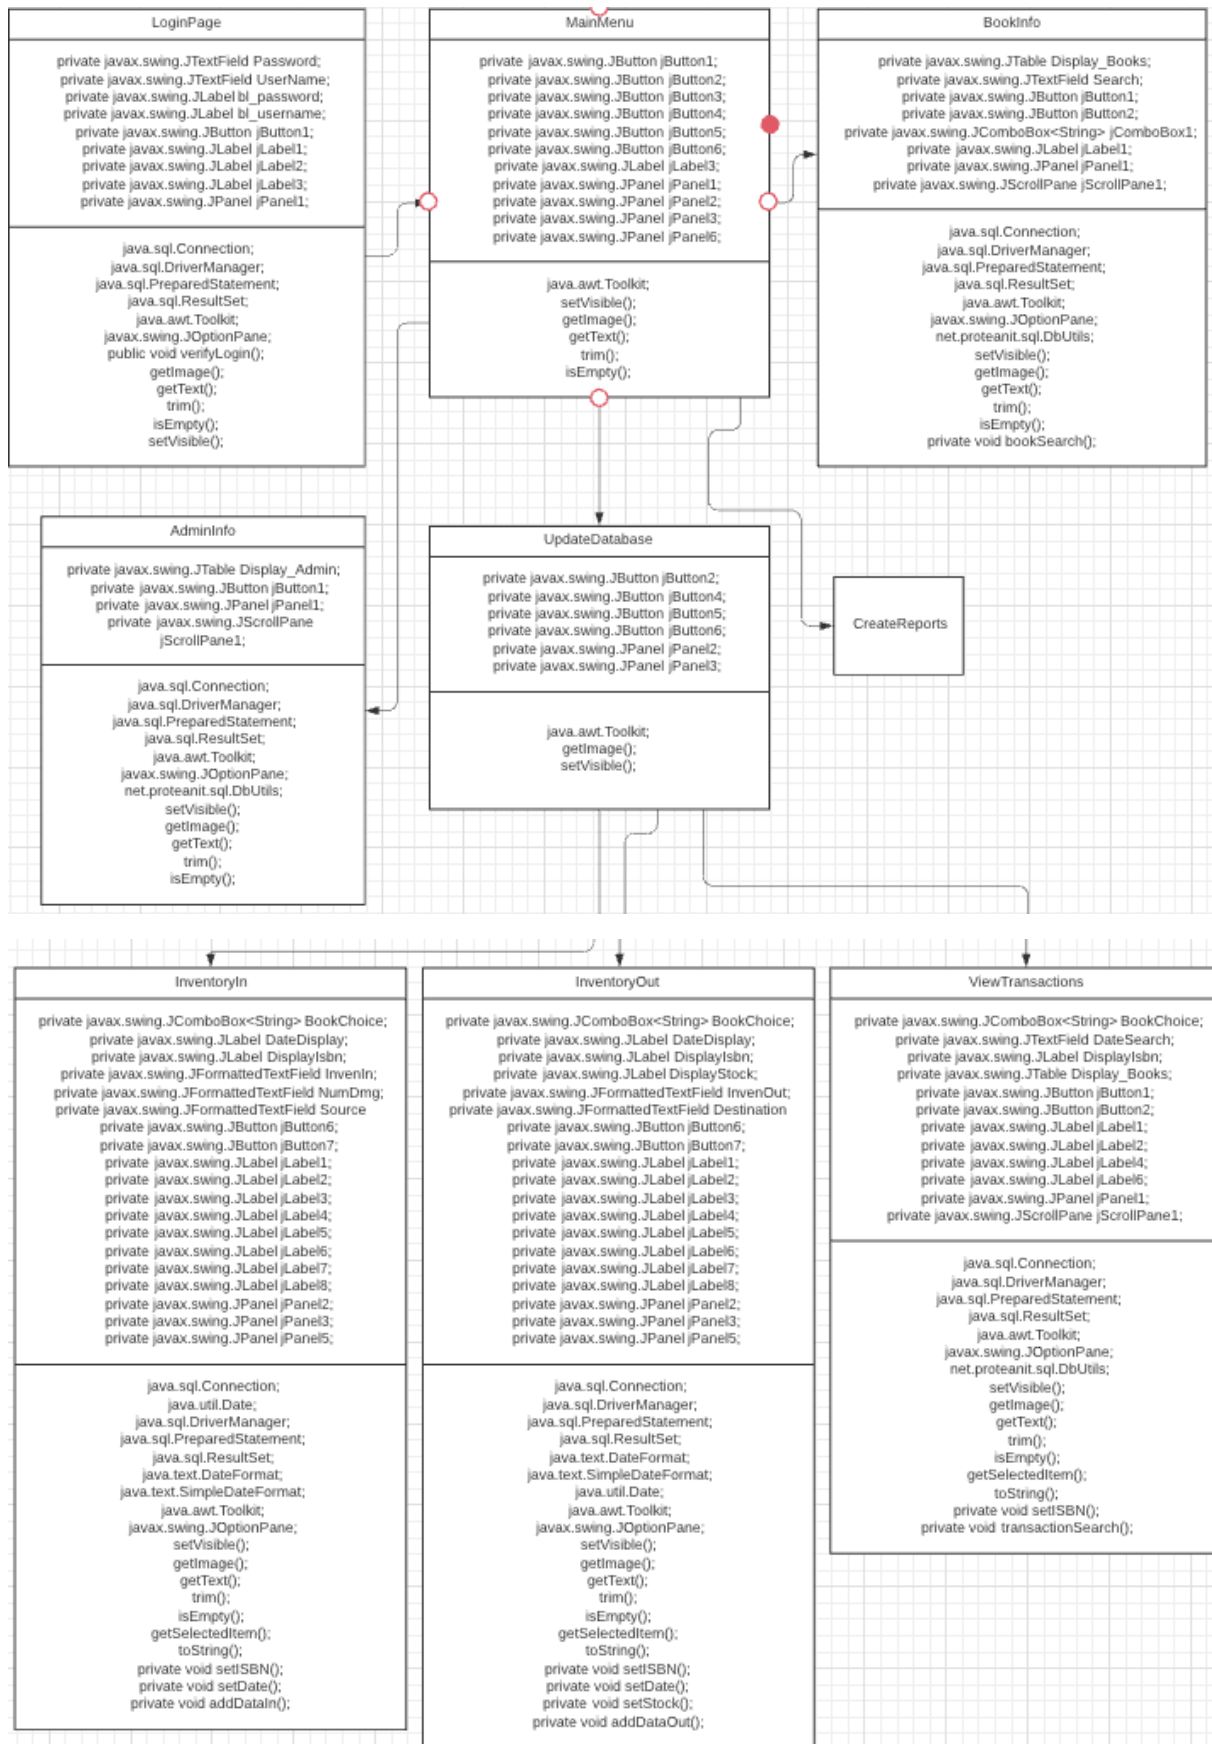 LoginPage
private javax.swing.JTextField Password;
private javax.swing.JTextField UserName;
private javax.swing.JLabel bl_password;
private javax.swing.JLabel bl_username;
private javax.swing.JButton jButton1;
private javax.swing.JLabel jLabel1;
private javax.swing.JLabel jLabel2;
private javax.swing.JLabel jLabel3;
private javax.swing.JPanel jPanel1;
java.sql.Connection;
java.sql.DriverManager;
java.sql.PreparedStatement;
java.sql.ResultSet;
java.awt.Toolkit;
javax.swing.JOptionPane;
public void verifyLogin();
getImage();
getText();
trim();
isEmpty();
setVisible();
MainMenu
private javax.swing.JButton jButton1;
private javax.swing.JButton jButton2;
private javax.swing.JButton jButton3;
private javax.swing.JButton jButton4;
private javax.swing.JButton jButton5;
private javax.swing.JButton jButton6;
private javax.swing.JLabel jLabel3;
private javax.swing.JPanel jPanel1;
private javax.swing.JPanel jPanel2;
private javax.swing.JPanel jPanel3;
private javax.swing.JPanel jPanel6;
java.awt.Toolkit;
setVisible();
getImage();
getText();
trim();
isEmpty();
BookInfo
private javax.swing.JTable Display_Books;
private javax.swing.JTextField Search;
private javax.swing.JButton jButton1;
private javax.swing.JButton jButton2;
private javax.swing.JComboBox<String> jComboBox1;
private javax.swing.JLabel jLabel1;
private javax.swing.JPanel jPanel1;
private javax.swing.JScrollPane jScrollPane1;
java.sql.Connection;
java.sql.DriverManager;
java.sql.PreparedStatement;
java.sql.ResultSet;
java.awt.Toolkit;
javax.swing.JOptionPane;
net.proteanit.sql.DbUtils;
setVisible();
getImage();
getText();
trim();
isEmpty();
private void bookSearch();
AdminInfo
private javax.swing.JTable Display_Admin;
private javax.swing.JButton jButton1;
private javax.swing.JPanel jPanel1;
private javax.swing.JScrollPane
jScrollPane1;
java.sql.Connection;
java.sql.DriverManager;
java.sql.PreparedStatement;
java.sql.ResultSet;
java.awt.Toolkit;
javax.swing.JOptionPane;
net.proteanit.sql.DbUtils;
setVisible();
getImage();
getText();
trim();
isEmpty();
UpdateDatabase
private javax.swing.JButton jButton2;
private javax.swing.JButton jButton4;
private javax.swing.JButton jButton5;
private javax.swing.JButton jButton6;
private javax.swing.JPanel jPanel2;
private javax.swing.JPanel jPanel3;
java.awt.Toolkit;
getImage();
setVisible();
CreateReports
InventoryIn
private javax.swing.JComboBox<String> BookChoice;
private javax.swing.JLabel DateDisplay;
private javax.swing.JLabel DisplayIsbn;
private javax.swing.JFormattedTextField InvenIn;
private javax.swing.JFormattedTextField NumDmg;
private javax.swing.JFormattedTextField Source
private javax.swing.JButton jButton6;
private javax.swing.JButton jButton7;
private javax.swing.JLabel jLabel1;
private javax.swing.JLabel jLabel2;
private javax.swing.JLabel jLabel3;
private javax.swing.JLabel jLabel4;
private javax.swing.JLabel jLabel5;
private javax.swing.JLabel jLabel6;
private javax.swing.JLabel jLabel7;
private javax.swing.JLabel jLabel8;
private javax.swing.JPanel jPanel2;
private javax.swing.JPanel jPanel3;
private javax.swing.JPanel jPanel5;
java.sql.Connection;
java.util.Date;
java.sql.DriverManager;
java.sql.PreparedStatement;
java.sql.ResultSet;
java.text.DateFormat;
java.text.SimpleDateFormat;
java.awt.Toolkit;
javax.swing.JOptionPane;
setVisible();
getImage();
getText();
trim();
isEmpty();
getSelectedItem();
toString();
private void setISBN();
private void setDate();
private void addDataIn();
InventoryOut
private javax.swing.JComboBox<String> BookChoice;
private javax.swing.JLabel DateDisplay;
private javax.swing.JLabel DisplayIsbn;
private javax.swing.JLabel DisplayStock;
private javax.swing.JFormattedTextField InvenOut;
private javax.swing.JFormattedTextField Destination
private javax.swing.JButton jButton6;
private javax.swing.JButton jButton7;
private javax.swing.JLabel jLabel1;
private javax.swing.JLabel jLabel2;
private javax.swing.JLabel jLabel3;
private javax.swing.JLabel jLabel4;
private javax.swing.JLabel jLabel5;
private javax.swing.JLabel jLabel6;
private javax.swing.JLabel jLabel7;
private javax.swing.JLabel jLabel8;
private javax.swing.JPanel jPanel2;
private javax.swing.JPanel jPanel3;
private javax.swing.JPanel jPanel5;
java.sql.Connection;
java.sql.DriverManager;
java.sql.PreparedStatement;
java.sql.ResultSet;
java.text.DateFormat;
java.text.SimpleDateFormat;
java.util.Date;
java.awt.Toolkit;
javax.swing.JOptionPane;
setVisible();
getImage();
getText();
trim();
isEmpty();
getSelectedItem();
toString();
private void setISBN();
private void setDate();
private void setStock();
private void addDataOut();
ViewTransactions
private javax.swing.JComboBox<String> BookChoice;
private javax.swing.JTextField DateSearch;
private javax.swing.JLabel DisplayIsbn;
private javax.swing.JTable Display_Books;
private javax.swing.JButton jButton1;
private javax.swing.JButton jButton2;
private javax.swing.JLabel jLabel1;
private javax.swing.JLabel jLabel2;
private javax.swing.JLabel jLabel4;
private javax.swing.JLabel jLabel6;
private javax.swing.JPanel jPanel1;
private javax.swing.JScrollPane jScrollPane1;
java.sql.Connection;
java.sql.DriverManager;
java.sql.PreparedStatement;
java.sql.ResultSet;
java.awt.Toolkit;
javax.swing.JOptionPane;
net.proteanit.sql.DbUtils;
setVisible();
getImage();
getText();
trim();
isEmpty();
getSelectedItem();
toString();
private void setISBN();
private void transactionSearch();